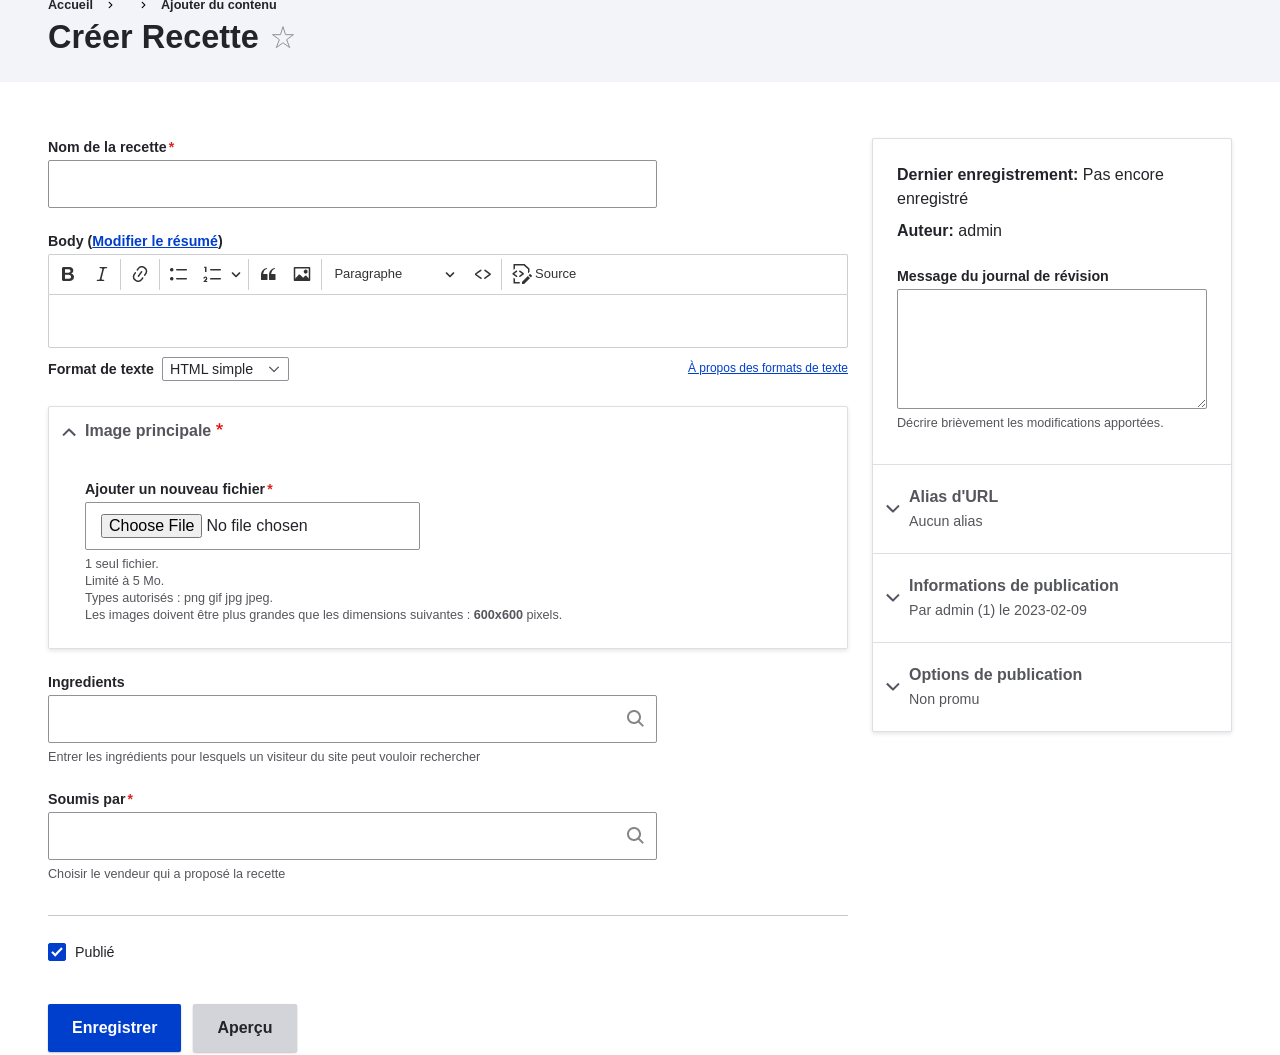 Accueil Ajouter du contenu
Créer Recette
Nom de la recette*
Body (Modifier le résumé)
B I Paragraphe Source
Format de texte HTML simple À propos des formats de texte
Image principale *
Ajouter un nouveau fichier*
Choose File No file chosen
1 seul fichier.
Limité à 5 Mo.
Types autorisés : png gif jpg jpeg.
Les images doivent être plus grandes que les dimensions suivantes : 600x600 pixels.
Ingredients
Entrer les ingrédients pour lesquels un visiteur du site peut vouloir rechercher
Soumis par*
Choisir le vendeur qui a proposé la recette
Publié
Enregistrer Aperçu
Dernier enregistrement: Pas encore
enregistré
Auteur: admin
Message du journal de révision
Décrire brièvement les modifications apportées.
Alias d'URL
Aucun alias
Informations de publication
Par admin (1) le 2023-02-09
Options de publication
Non promu